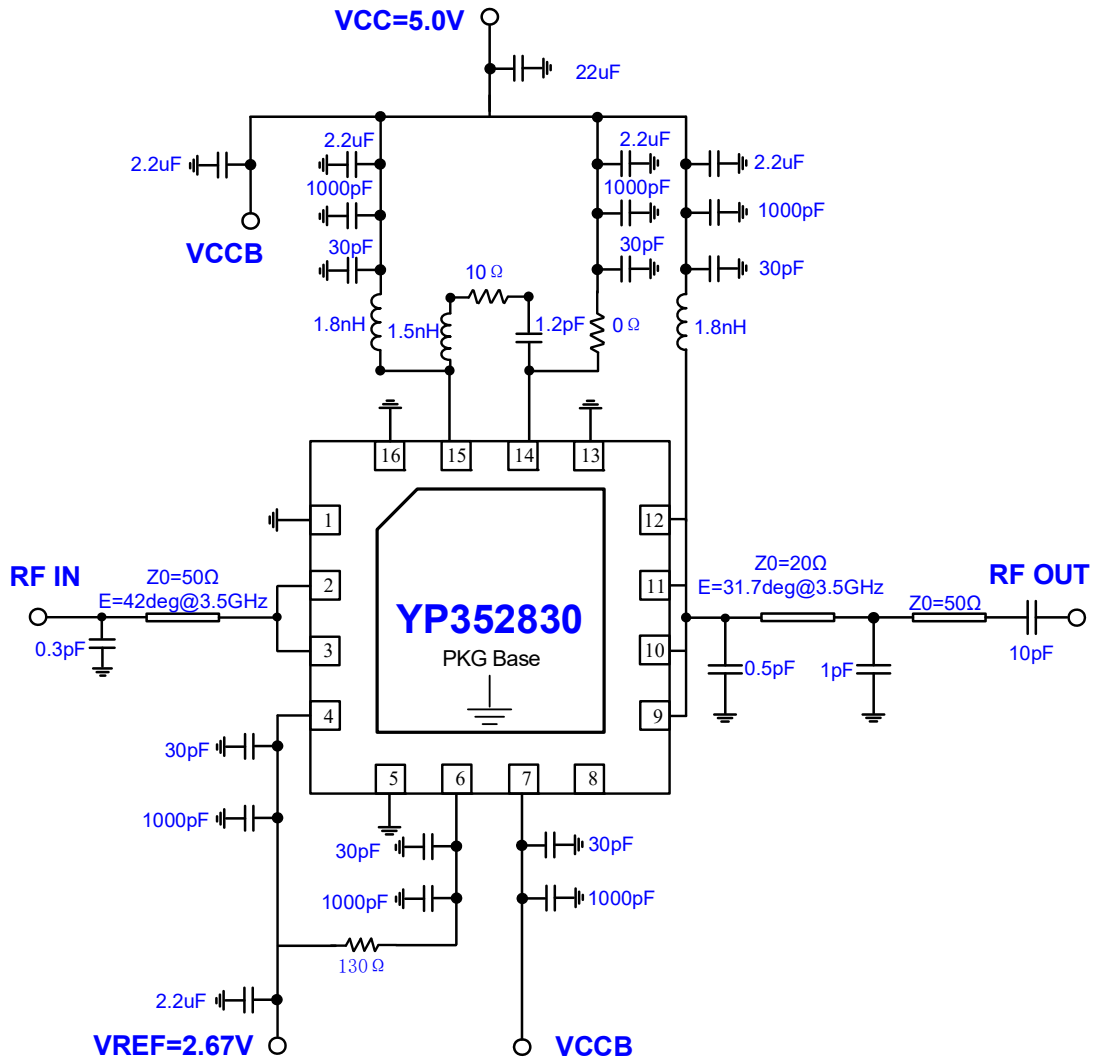 VCC=5.0V
22uF
2.2uF
2.2uF
2.2uF
2.2uF
1000pF
1000pF
1000pF
VCCB
30pF
30pF
30pF
10Ω
1.8nH
1.5nH
1.2pF
0Ω
1.8nH
16
15
14
13
1
12
RF IN
Z0=50Ω
E=42deg@3.5GHz
2
11
Z0=20Ω
E=31.7deg@3.5GHz
RF OUT
Z0=50Ω
YP352830
PKG Base
0.3pF
3
10
0.5pF
1pF
10pF
4
9
30pF
5
6
7
8
1000pF
30pF
30pF
1000pF
1000pF
130Ω
2.2uF
VREF=2.67V
VCCB